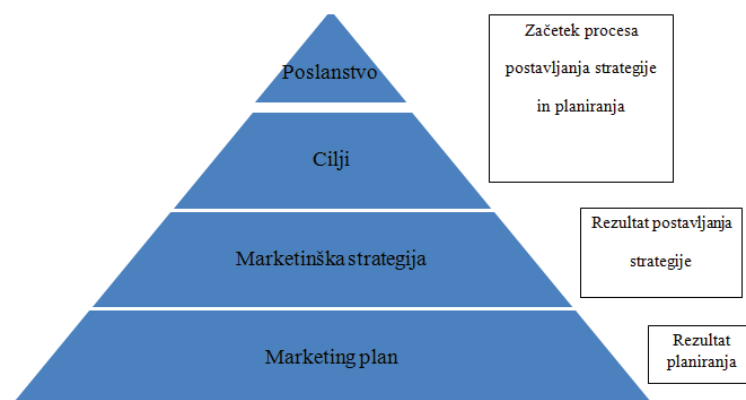 Poslanstvo
Začetek procesa
postavljanja strategije
in planiranja
Cilji
Marketinška strategija
Rezultat postavljanja
strategije
Marketing plan
Rezultat
planiranja